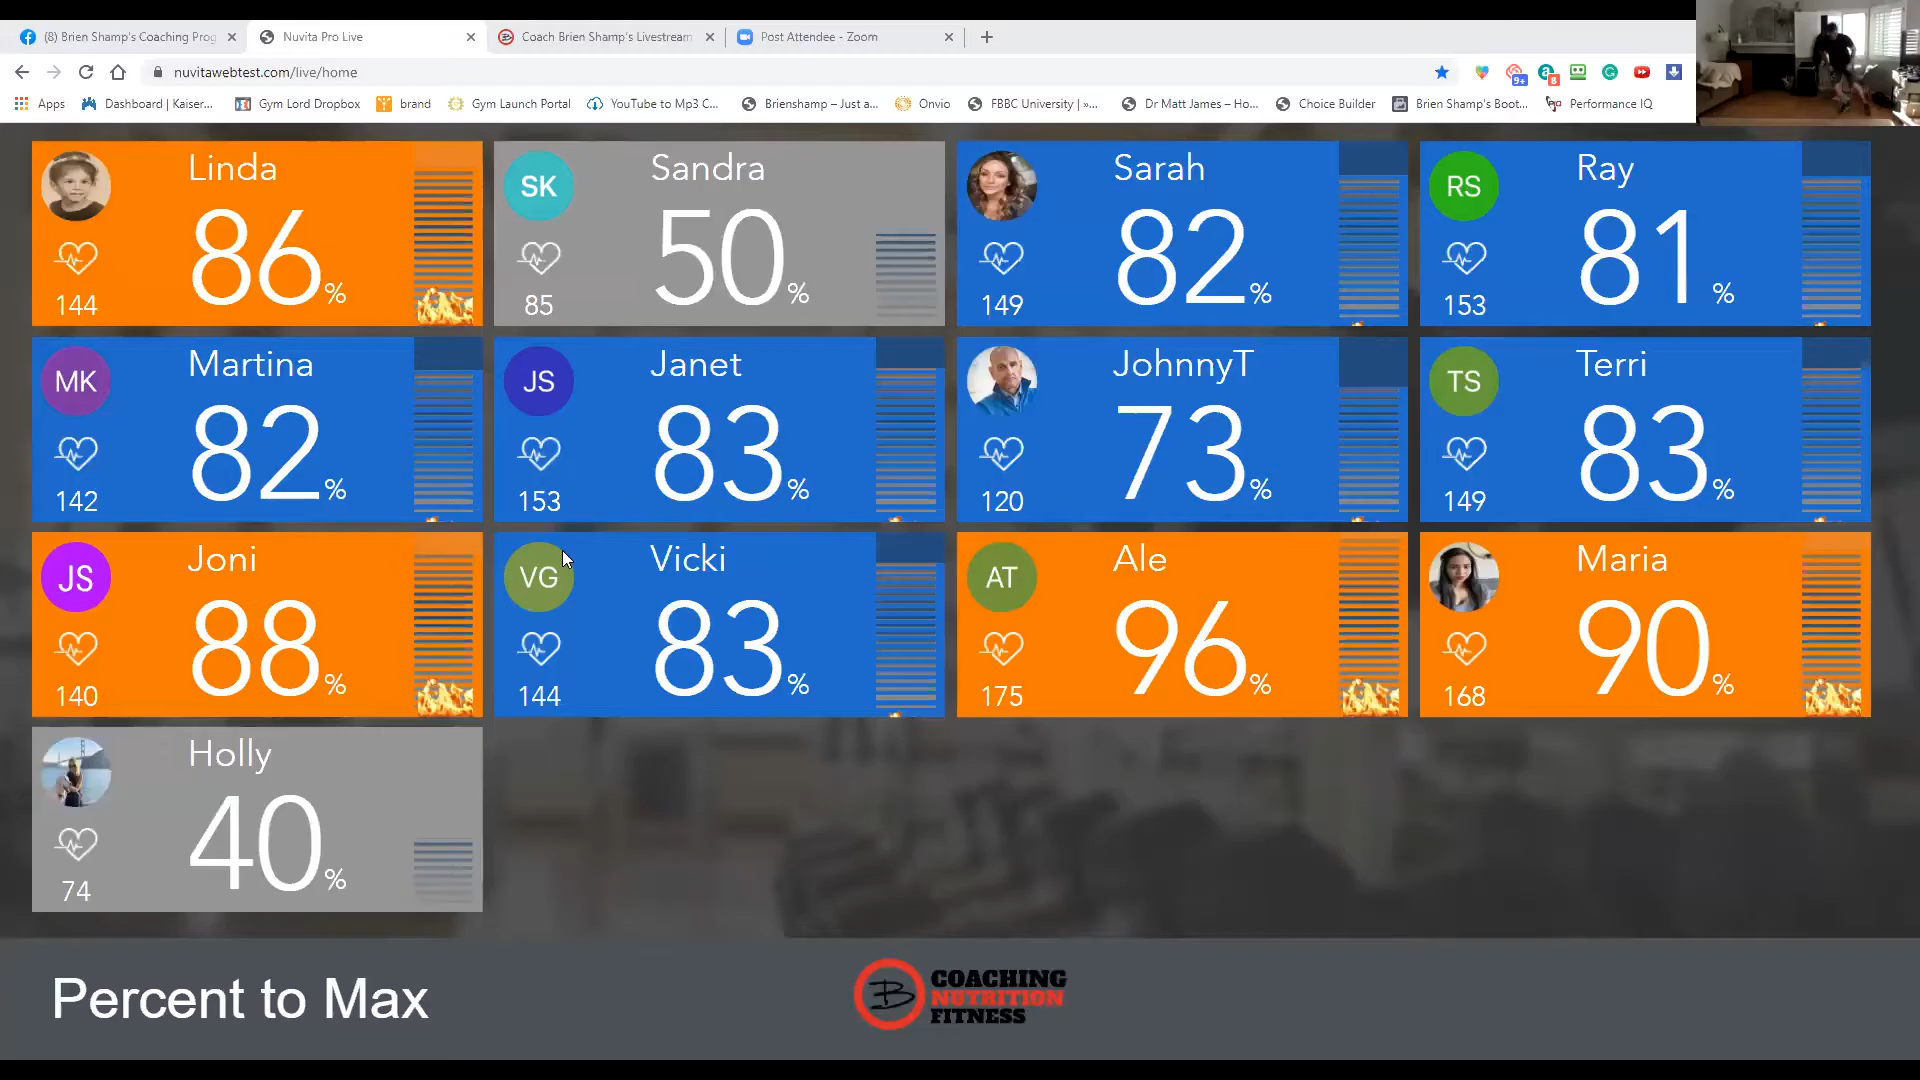 (8) Brien Shamp's Coaching Prog
Nuvita Pro Live
Coach Brien Shamp's Livestream
Post Attendee - Zoom
nuvitawebtest.com/live/home
9+
8
Apps
Dashboard | Kaiser...
Gym Lord Dropbox
brand
Gym Launch Portal
YouTube to Mp3 C...
Brienshamp – Just a...
Onvio
FBBC University | »...
Dr Matt James – Ho...
Choice Builder
Brien Shamp's Boot...
Performance IQ
Linda
86%
144
SK
Sandra
50%
85
Sarah
82%
149
RS
Ray
81%
153
MK
Martina
82%
142
JS
Janet
83%
153
JohnnyT
73%
120
TS
Terri
83%
149
JS
Joni
88%
140
VG
Vicki
83%
144
AT
Ale
96%
175
Maria
90%
168
Holly
40%
74
Percent to Max
B
COACHING
NUTRITION
FITNESS